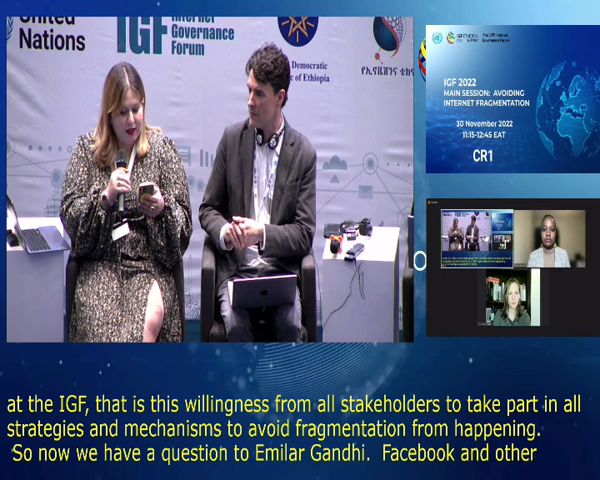 United
Nations
IGF Internet
Governance
Forum
Democratic
c of Ethiopia
IGF 2022
MAIN SESSION: AVOIDING
INTERNET FRAGMENTATION
30 November 2022
11:15-12:45 EAT
CR1
at the IGF, that is this willingness from all stakeholders to take part in all
strategies and mechanisms to avoid fragmentation from happening.
So now we have a question to Emilar Gandhi. Facebook and other